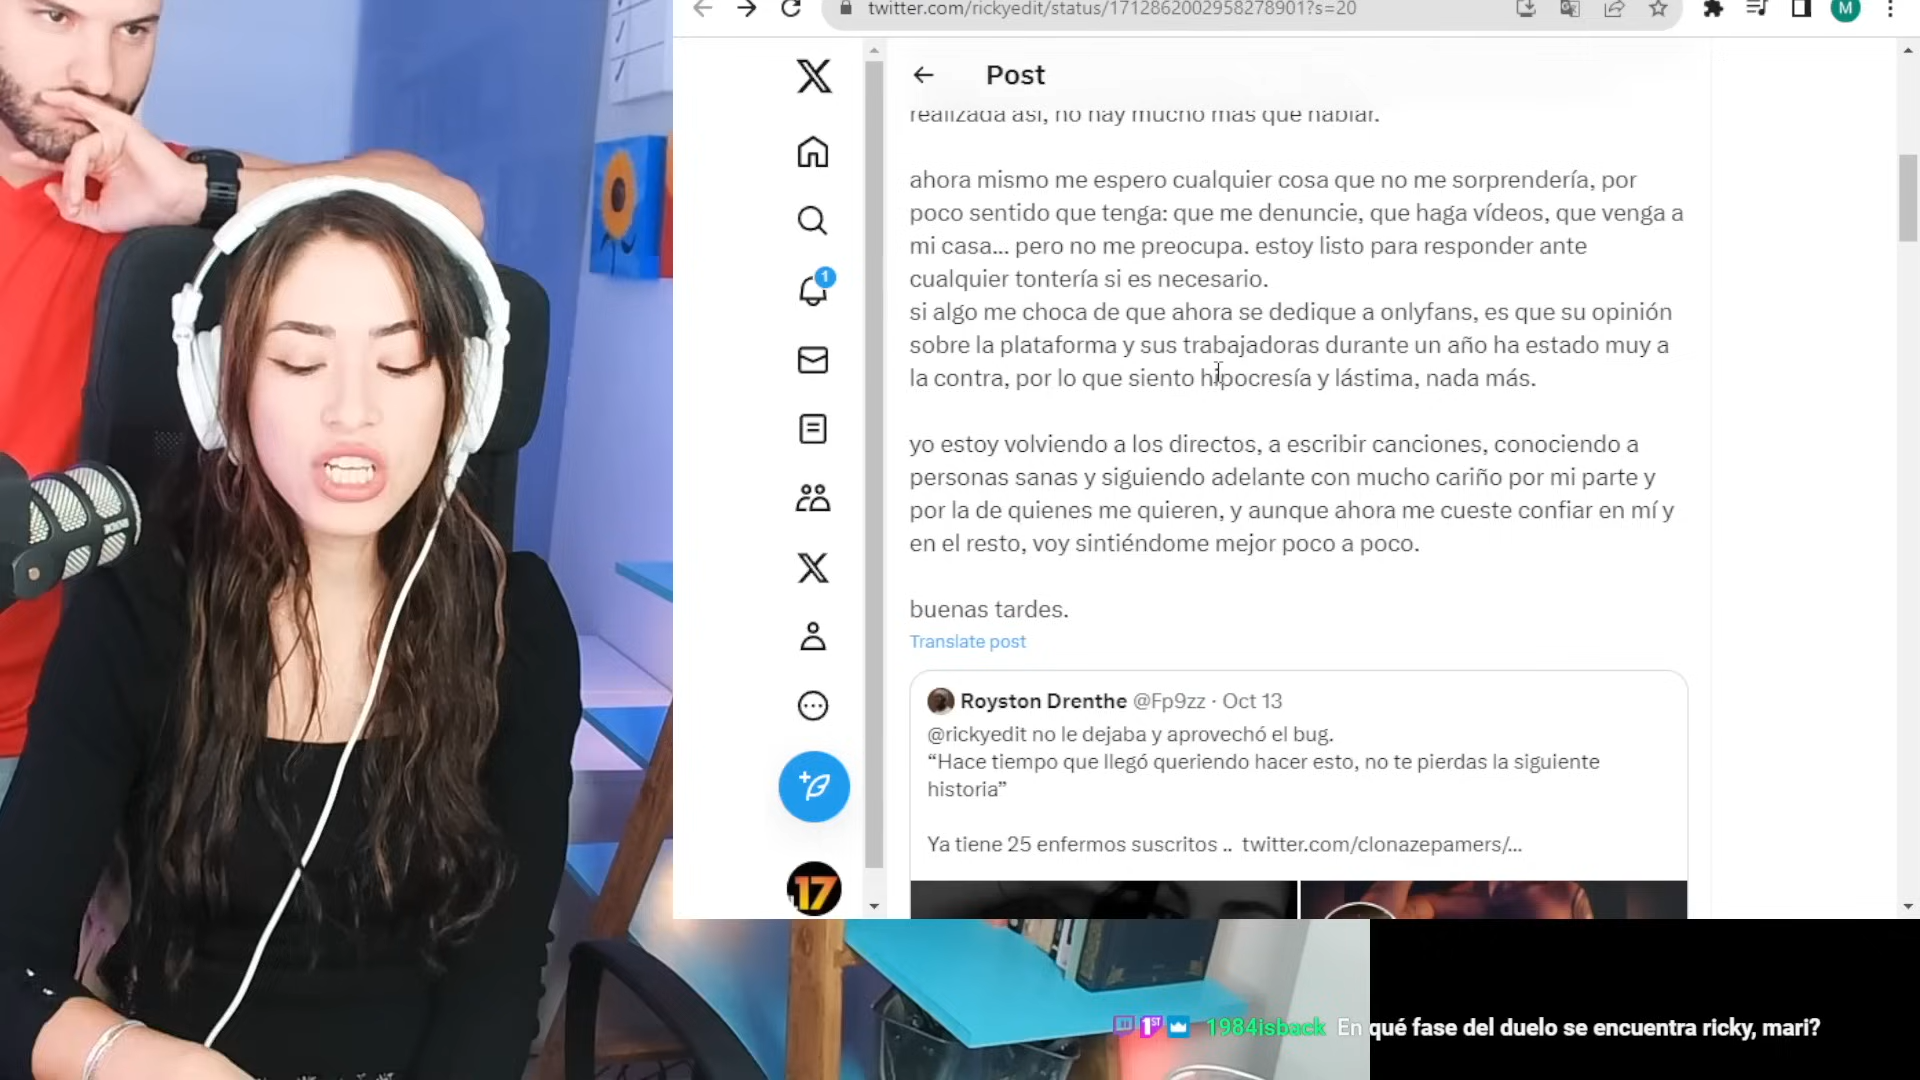 twitter.com/rickyedit/status/1712862002958278901?s=20
M
Post
realizada así, no hay mucho más que hablar.
ahora mismo me espero cualquier cosa que no me sorprendería, por
poco sentido que tenga: que me denuncie, que haga vídeos, que venga a
mi casa... pero no me preocupa. estoy listo para responder ante
cualquier tontería si es necesario.
si algo me choca de que ahora se dedique a onlyfans, es que su opinión
sobre la plataforma y sus trabajadoras durante un año ha estado muy a
la contra, por lo que siento hipocresía y lástima, nada más.
yo estoy volviendo a los directos, a escribir canciones, conociendo a
personas sanas y siguiendo adelante con mucho cariño por mi parte y
por la de quienes me quieren, y aunque ahora me cueste confiar en mí y
en el resto, voy sintiéndome mejor poco a poco.
buenas tardes.
Translate post
Royston Drenthe @Fp9zz · Oct 13
@rickyedit no le dejaba y aprovechó el bug.
“Hace tiempo que llegó queriendo hacer esto, no te pierdas la siguiente
historia”
Ya tiene 25 enfermos suscritos .. twitter.com/clonazepamers/...
1
17
1ST 1984isback En qué fase del duelo se encuentra ricky, mari?